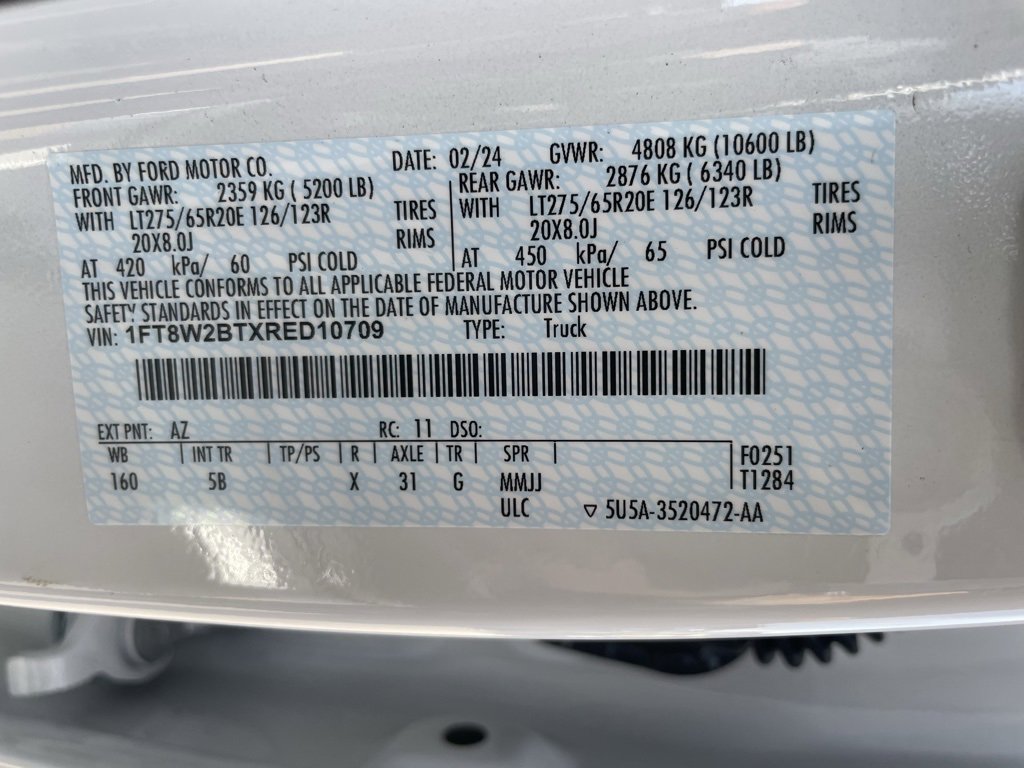 MFD. BY FORD MOTOR CO. DATE: 02/24 GVWR: 4808 KG (10600 LB)
FRONT GAWR: 2359 KG ( 5200 LB) REAR GAWR: 2876 KG ( 6340 LB)
WITH LT275/65R20E 126/123R TIRES WITH LT275/65R20E 126/123R TIRES
20X8.0J RIMS 20X8.0J RIMS
AT 420 kPa/ 60 PSI COLD AT 450 kPa/ 65 PSI COLD
THIS VEHICLE CONFORMS TO ALL APPLICABLE FEDERAL MOTOR VEHICLE
SAFETY STANDARDS IN EFFECT ON THE DATE OF MANUFACTURE SHOWN ABOVE.
VIN: 1FT8W2BTXRED10709 TYPE: Truck
EXT PNT: AZ RC: 11 DSO:
WB | INT TR | TP/PS | R | AXLE | TR | SPR | F0251
160 5B X 31 G MMJJ T1284
ULC ▽ 5U5A-3520472-AA